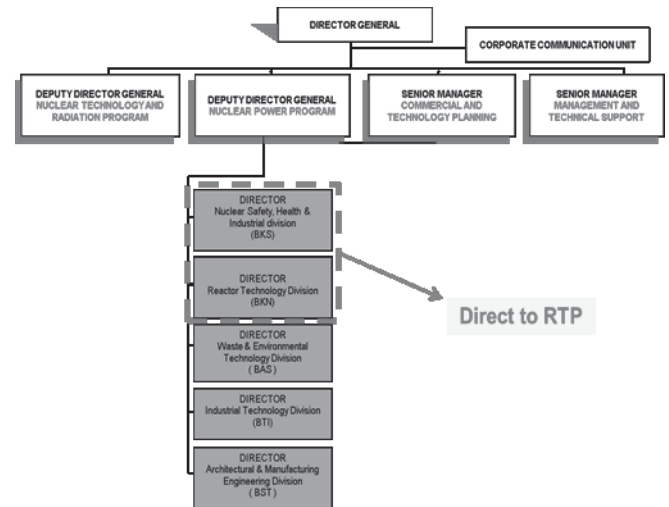 DIRECTOR GENERAL
CORPORATE COMMUNICATION UNIT
DEPUTY DIRECTOR GENERAL
NUCLEAR TECHNOLOGY AND
RADIATION PROGRAM
DEPUTY DIRECTOR GENERAL
NUCLEAR POWER PROGRAM
SENIOR MANAGER
COMMERCIAL AND
TECHNOLOGY PLANNING
SENIOR MANAGER
MANAGEMENT AND
TECHNICAL SUPPORT
DIRECTOR
Nuclear Safety, Health &
Industrial division
(BKS)
DIRECTOR
Reactor Technology Division
(BKN)
Direct to RTP
DIRECTOR
Waste & Environmental
Technology Division
( BAS )
DIRECTOR
Industrial Technology Division
(BTI)
DIRECTOR
Architectural & Manufacturing
Engineering Division
( BST )